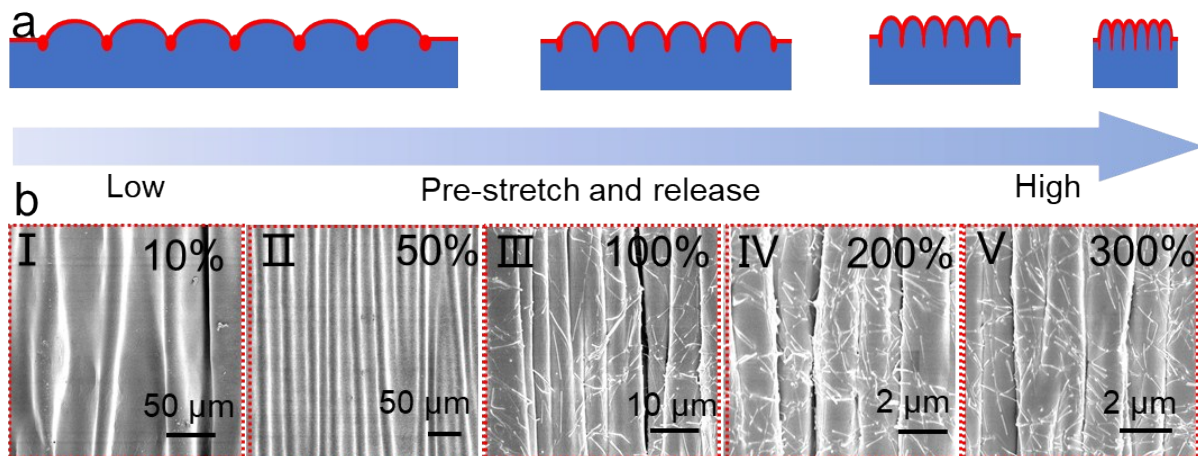 a
Low
Pre-stretch and release
High
b
I 10%
II 50%
III 100%
IV 200%
V 300%
50 μm
50 μm
10 μm
2 μm
2 μm